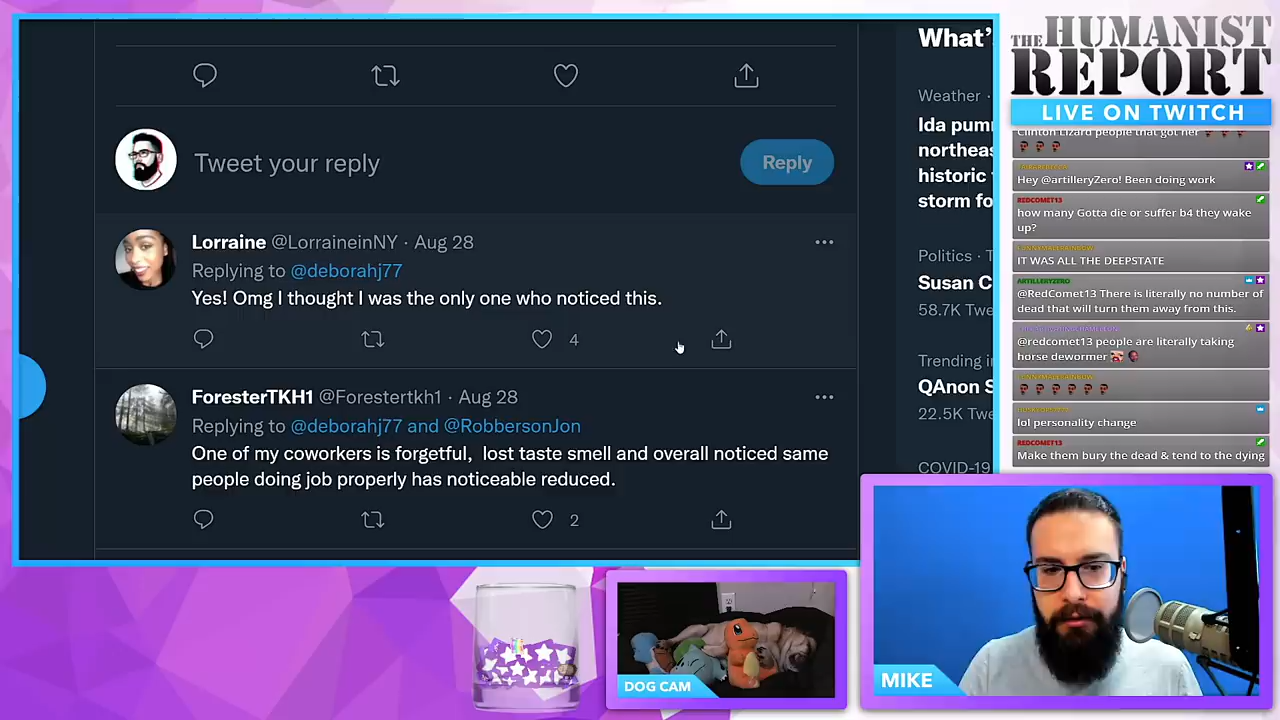 What'
Weather ·
Ida pum
northeas
historic
storm fo
Tweet your reply
Reply
Lorraine @LorraineinNY · Aug 28
Replying to @deborahj77
Yes! Omg I thought I was the only one who noticed this.
4
ForesterTKH1 @Forestertkh1 · Aug 28
Replying to @deborahj77 and @RobbersonJon
One of my coworkers is forgetful, lost taste smell and overall noticed same
people doing job properly has noticeable reduced.
2
Politics · T
Susan C
58.7K Twe
Trending i
QAnon S
22.5K Twe
COVID-19
THE HUMANIST
REPORT
LIVE ON TWITCH
Clinton Lizard people that got her
Hey @artilleryZero! Been doing work
REDCOMET13
how many Gotta die or suffer b4 they wake
up?
IT WAS ALL THE DEEPSTATE
ARTILLERYZERO
@RedComet13 There is literally no number of
dead that will turn them away from this.
@redcomet13 people are literally taking
horse dewormer
lol personality change
REDCOMET13
Make them bury the dead & tend to the dying
DOG CAM
MIKE